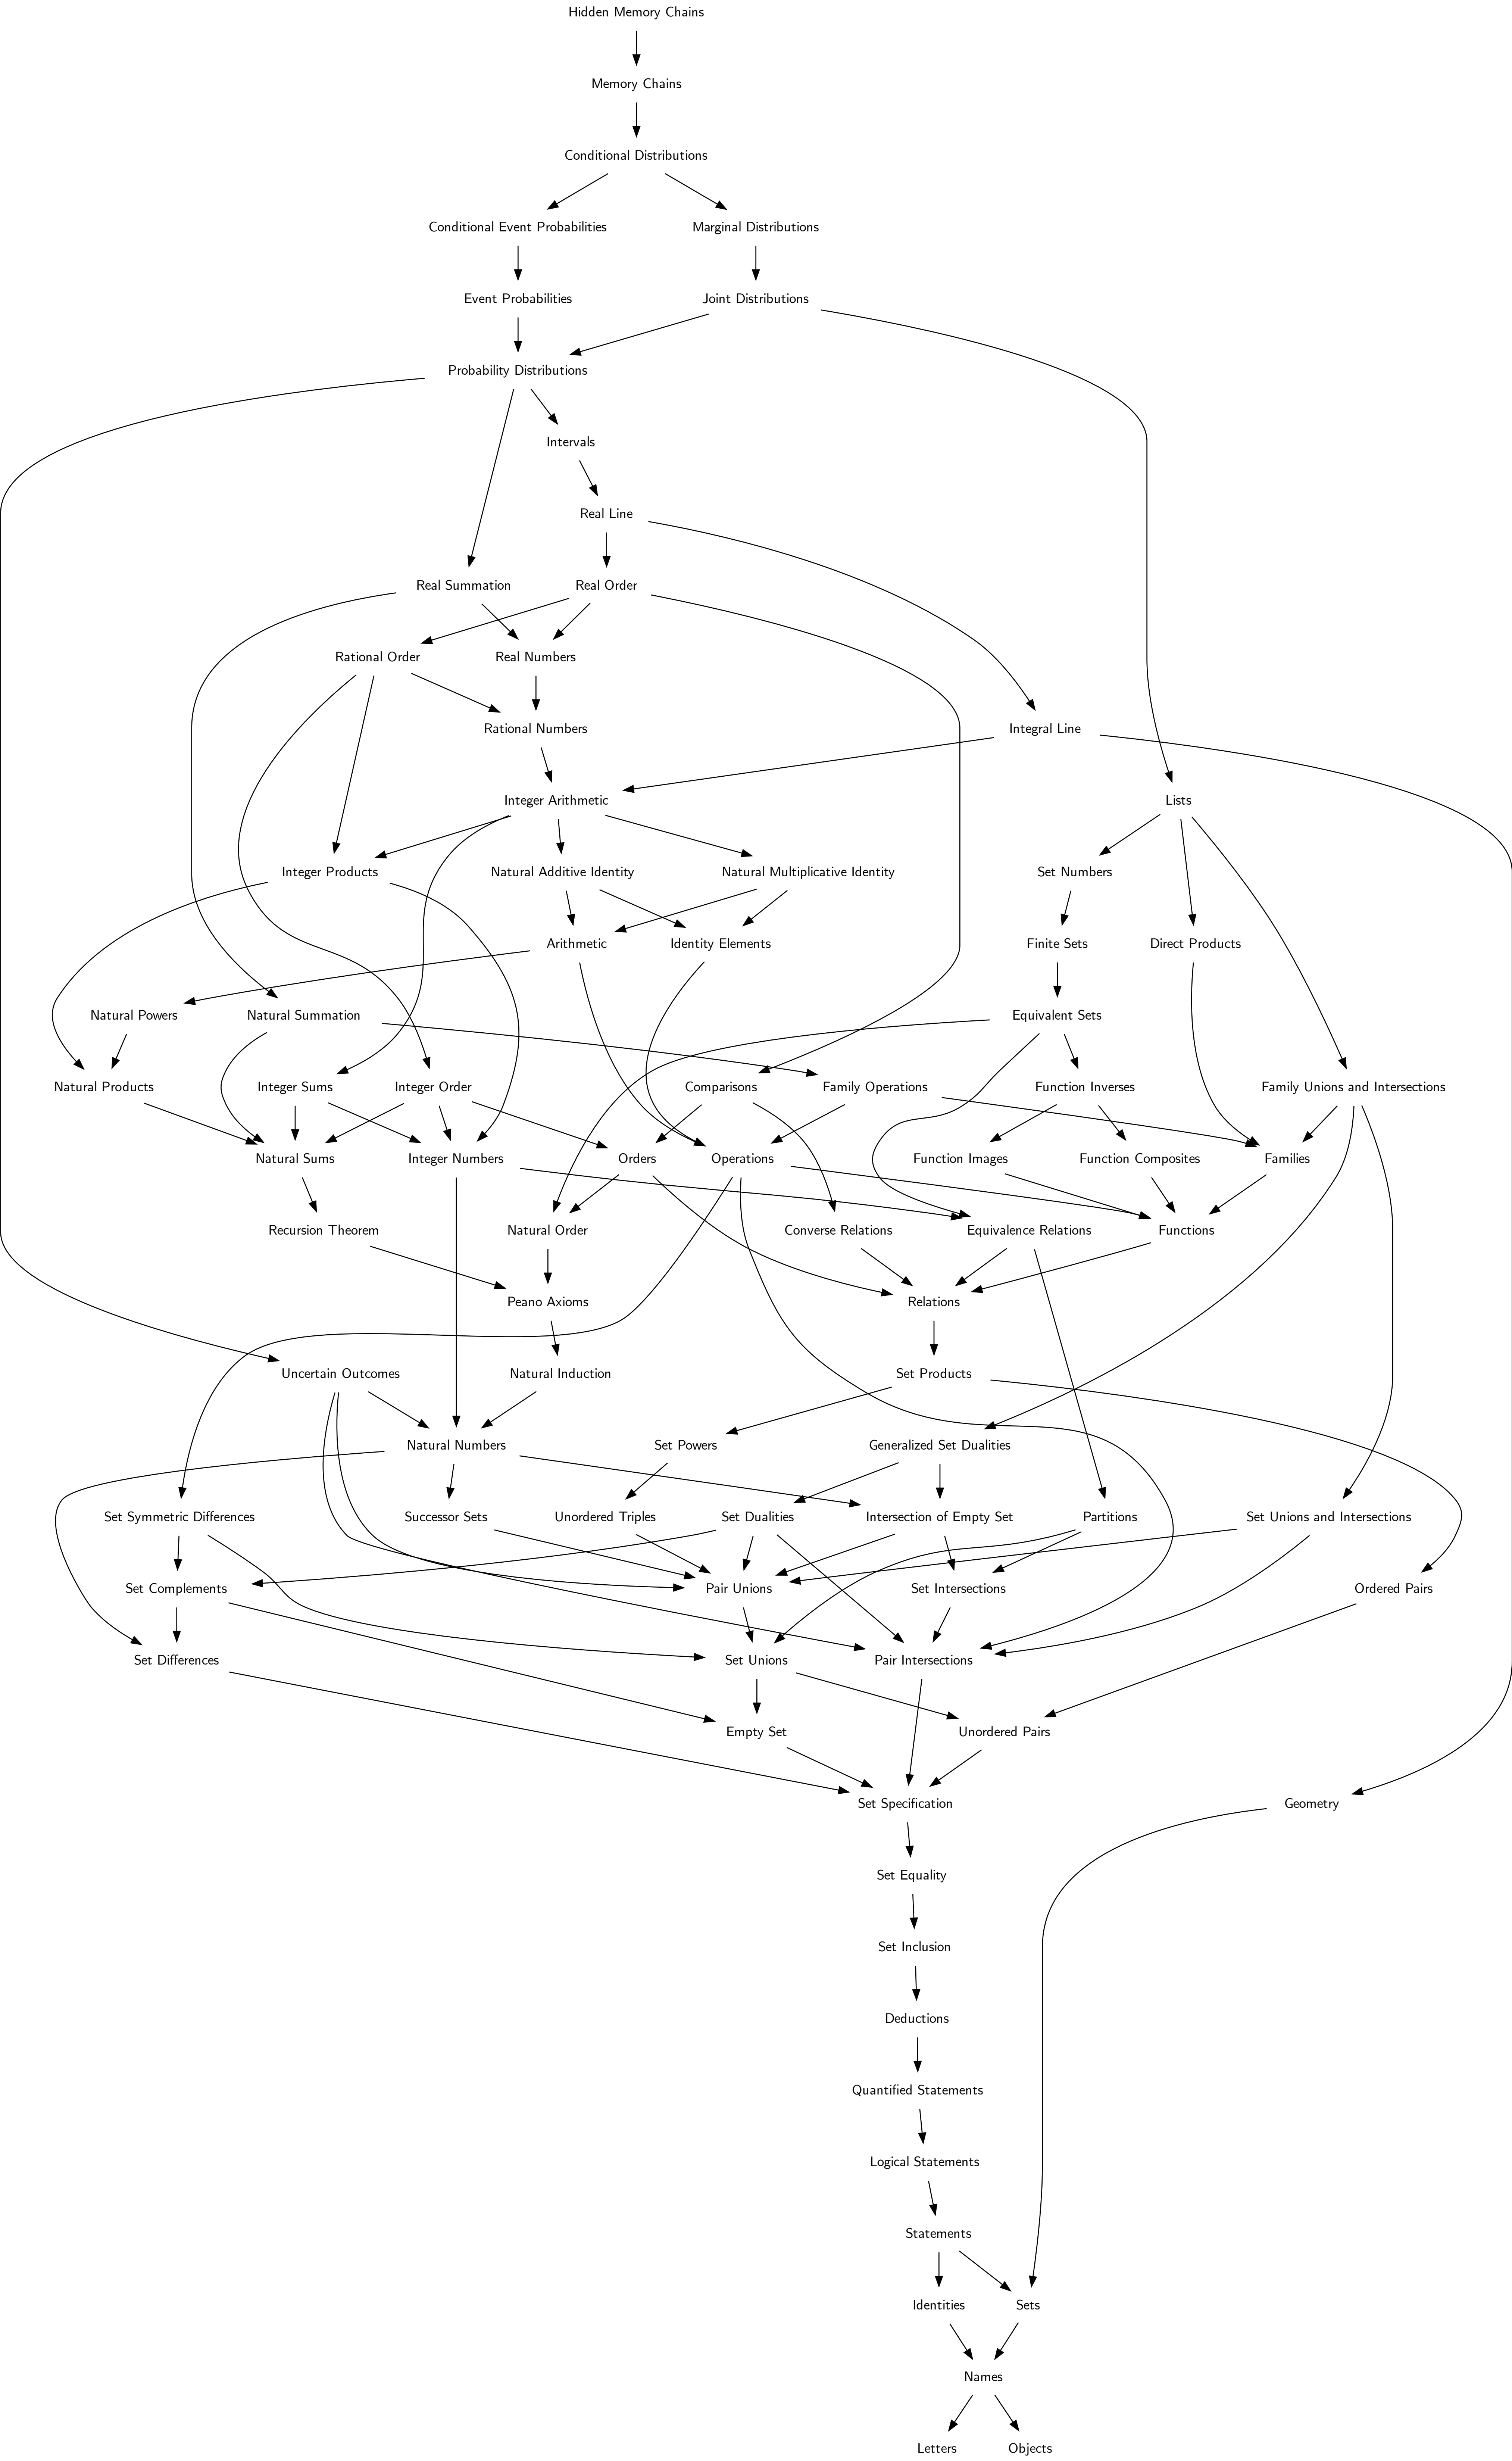 Hidden Memory Chains
Memory Chains
Conditional Distributions
Conditional Event Probabilities
Marginal Distributions
Event Probabilities
Joint Distributions
Probability Distributions
Intervals
Real Line
Real Summation
Real Order
Rational Order
Real Numbers
Rational Numbers
Integral Line
Integer Arithmetic
Lists
Integer Products
Natural Additive Identity
Natural Multiplicative Identity
Set Numbers
Arithmetic
Identity Elements
Finite Sets
Direct Products
Natural Powers
Natural Summation
Equivalent Sets
Natural Products
Integer Sums
Integer Order
Comparisons
Family Operations
Function Inverses
Family Unions and Intersections
Natural Sums
Integer Numbers
Orders
Operations
Function Images
Function Composites
Families
Recursion Theorem
Natural Order
Converse Relations
Equivalence Relations
Functions
Peano Axioms
Relations
Uncertain Outcomes
Natural Induction
Set Products
Natural Numbers
Set Powers
Generalized Set Dualities
Set Symmetric Differences
Successor Sets
Unordered Triples
Set Dualities
Intersection of Empty Set
Partitions
Set Unions and Intersections
Set Complements
Pair Unions
Set Intersections
Ordered Pairs
Set Differences
Set Unions
Pair Intersections
Empty Set
Unordered Pairs
Set Specification
Geometry
Set Equality
Set Inclusion
Deductions
Quantified Statements
Logical Statements
Statements
Identities
Sets
Names
Letters
Objects